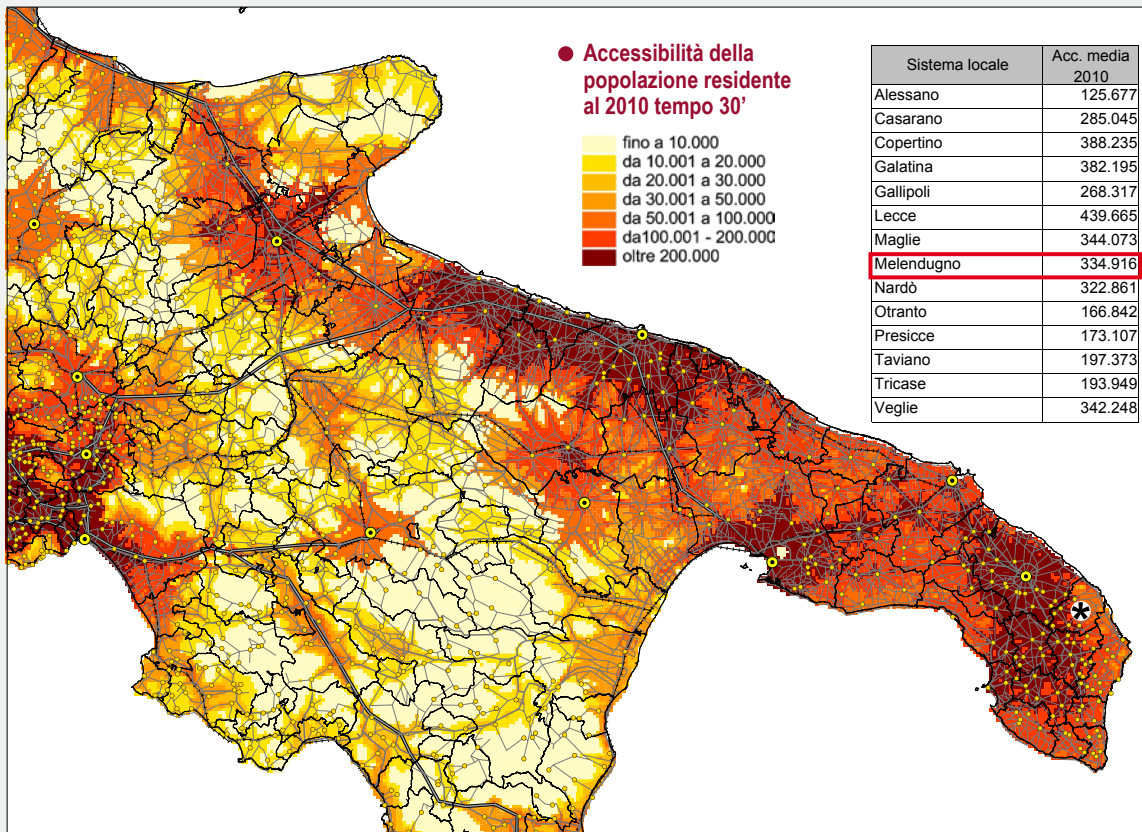 ● Accessibilità della
popolazione residente
al 2010 tempo 30’
fino a 10.000
da 10.001 a 20.000
da 20.001 a 30.000
da 30.001 a 50.000
da 50.001 a 100.000
da100.001 - 200.000
oltre 200.000
Sistema locale Acc. media 2010
Alessano 125.677
Casarano 285.045
Copertino 388.235
Galatina 382.195
Gallipoli 268.317
Lecce 439.665
Maglie 344.073
Melendugno 334.916
Nardò 322.861
Otranto 166.842
Presicce 173.107
Taviano 197.373
Tricase 193.949
Veglie 342.248
*